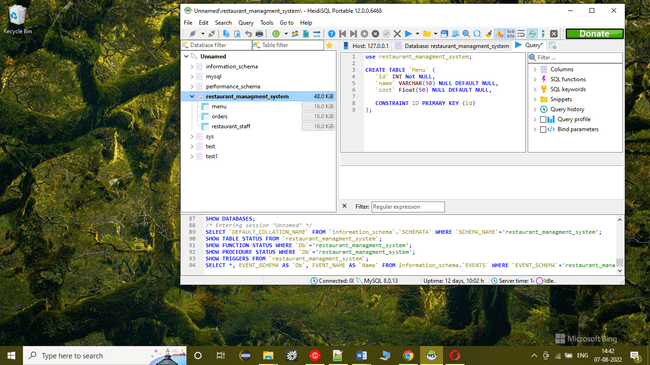 Recycle Bin
Unnamed\restaurant_managment_system\ - HeidiSQL Portable 12.0.0.6468
File Edit Search Query Tools Go to Help
Donate
Database filter
Table filter
Host: 127.0.0.1
Database: restaurant_managment_system
Query*
Unnamed
information_schema
mysql
performance_schema
restaurant_managment_system 48.0 KiB
menu 16.0 KiB
orders 16.0 KiB
restaurant_staff 16.0 KiB
sys
test
test1
1 use restaurant_managment_system;
2
3 CREATE TABLE `Menu` (
4 `id` INT Not NULL,
5 `name` VARCHAR(50) NULL DEFAULT NULL,
6 `cost` Float(50) NULL DEFAULT NULL,
7
8 CONSTRAINT ID PRIMARY KEY (id)
9 );
Filter ...
Columns
SQL functions
SQL keywords
Snippets
Query history
Query profile
Bind parameters
Filter: Regular expression
87 SHOW DATABASES;
88 /* Entering session "Unnamed" */
89 SELECT `DEFAULT_COLLATION_NAME` FROM `information_schema`.`SCHEMATA` WHERE `SCHEMA_NAME`='restaurant_managment_system';
90 SHOW TABLE STATUS FROM `restaurant_managment_system`;
91 SHOW FUNCTION STATUS WHERE `Db`='restaurant_managment_system';
92 SHOW PROCEDURE STATUS WHERE `Db`='restaurant_managment_system';
93 SHOW TRIGGERS FROM `restaurant_managment_system`;
94 SELECT *, EVENT_SCHEMA AS `Db`, EVENT_NAME AS `Name` FROM information_schema.`EVENTS` WHERE `EVENT_SCHEMA`='restaurant_mana
Connected: 00
MySQL 8.0.13
Uptime: 12 days, 10:02 h
Server time: 14
Idle.
Microsoft Bing
Type here to search
ENG
14:42
07-08-2022